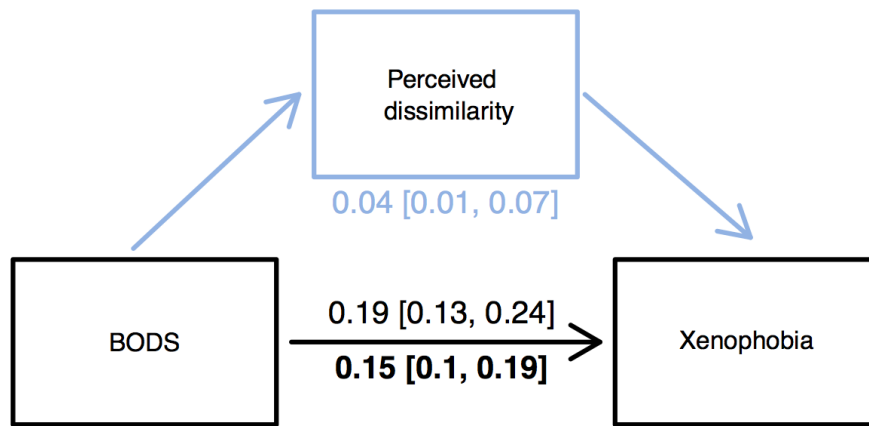 Perceived
dissimilarity
0.04 [0.01, 0.07]
BODS
0.19 [0.13, 0.24]
0.15 [0.1, 0.19]
Xenophobia